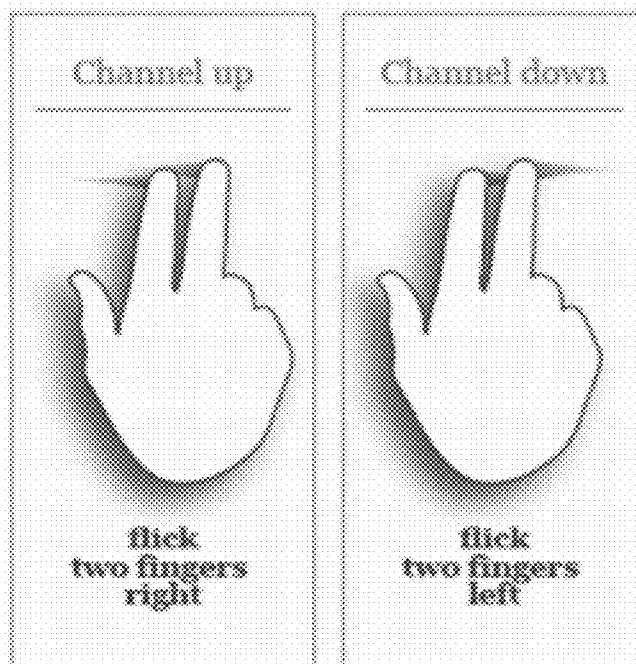 Channel up
flick
two fingers
right
Channel down
flick
two fingers
left